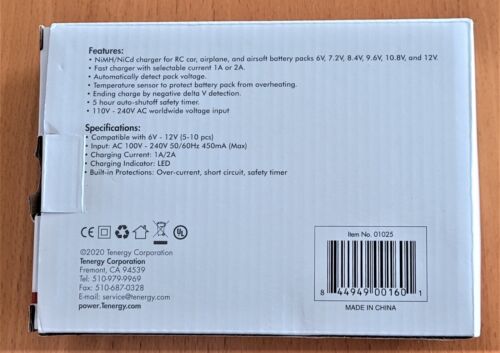 Features:
• NiMH/NiCd charger for RC car, airplane, and airsoft battery packs 6V, 7.2V, 8.4V, 9.6V, 10.8V, and 12V.
• Fast charger with selectable current 1A or 2A.
• Automatically detect pack voltage.
• Temperature sensor to protect battery pack from overheating.
• Ending charge by negative delta V detection.
• 5 hour auto-shutoff safety timer.
• 110V - 240V AC worldwide voltage input
Specifications:
• Compatible with 6V - 12V (5-10 pcs)
• Input: AC 100V - 240V 50/60Hz 450mA (Max)
• Charging Current: 1A/2A
• Charging Indicator: LED
• Built-in Protections: Over-current, short circuit, safety timer
CE UL
©2020 Tenergy Corporation
Tenergy Corporation
Fremont, CA 94539
Tel: 510-979-9969
Fax: 510-687-0328
E-mail: service@tenergy.com
power.Tenergy.com
Item No. 01025
8 44949 00160 1
MADE IN CHINA